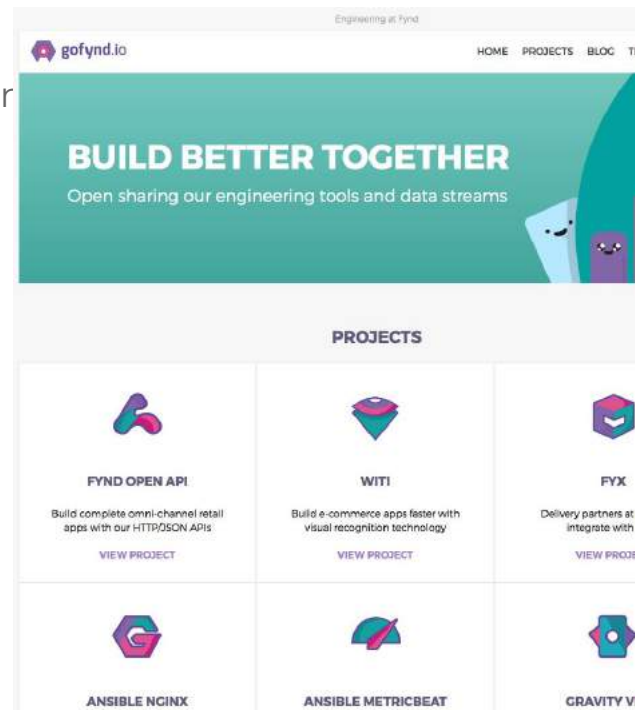 Engineering at Fynd
gofynd.io
HOME PROJECTS BLOG
r
BUILD BETTER TOGETHER
Open sharing our engineering tools and data streams
PROJECTS
FYND OPEN API
Build complete omni-channel retail
apps with our HTTP/JSON APIs
VIEW PROJECT
WITI
Build e-commerce apps faster with
visual recognition technology
VIEW PROJECT
FYX
Delivery partners at
integrate with
VIEW PROJE
ANSIBLE NGINX
ANSIBLE METRICBEAT
GRAVITY V